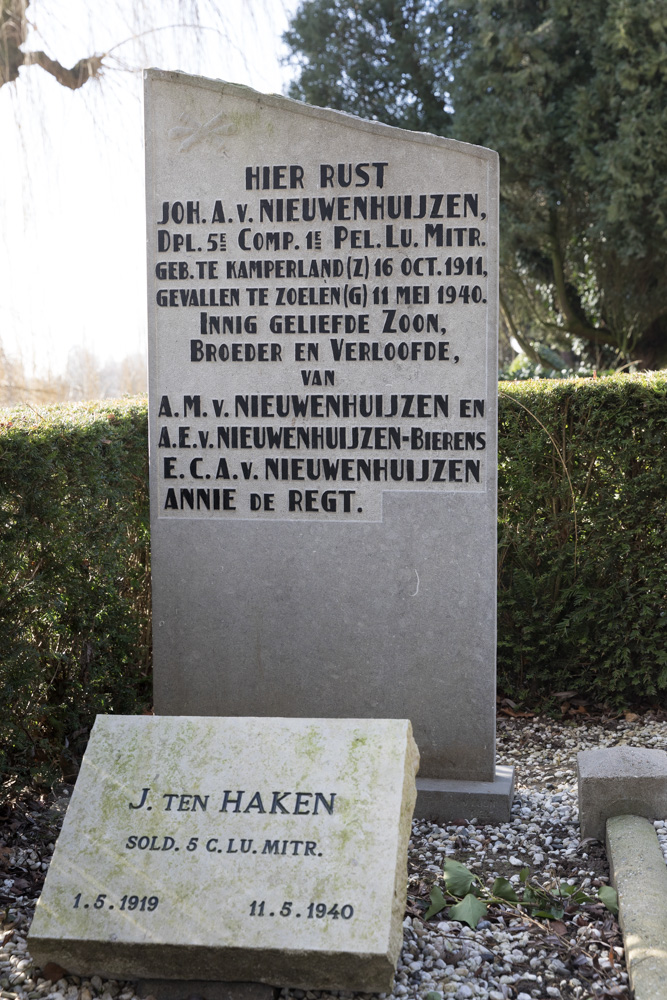 HIER RUST
JOH. A. v. NIEUWENHUIJZEN,
DPL. 5E COMP. 1E PEL. LU. MITR.
GEB. TE KAMPERLAND (Z) 16 OCT. 1911,
GEVALLEN TE ZOELEN (G) 11 MEI 1940.
INNIG GELIEFDE ZOON,
BROEDER EN VERLOOFDE,
VAN
A. M. v. NIEUWENHUIJZEN EN
A. E. v. NIEUWENHUIJZEN-BIERENS
E. C. A. v. NIEUWENHUIJZEN
ANNIE DE REGT.
J. TEN HAKEN
SOLD. 5 C.LU.MITR.
1.5.1919 11.5.1940